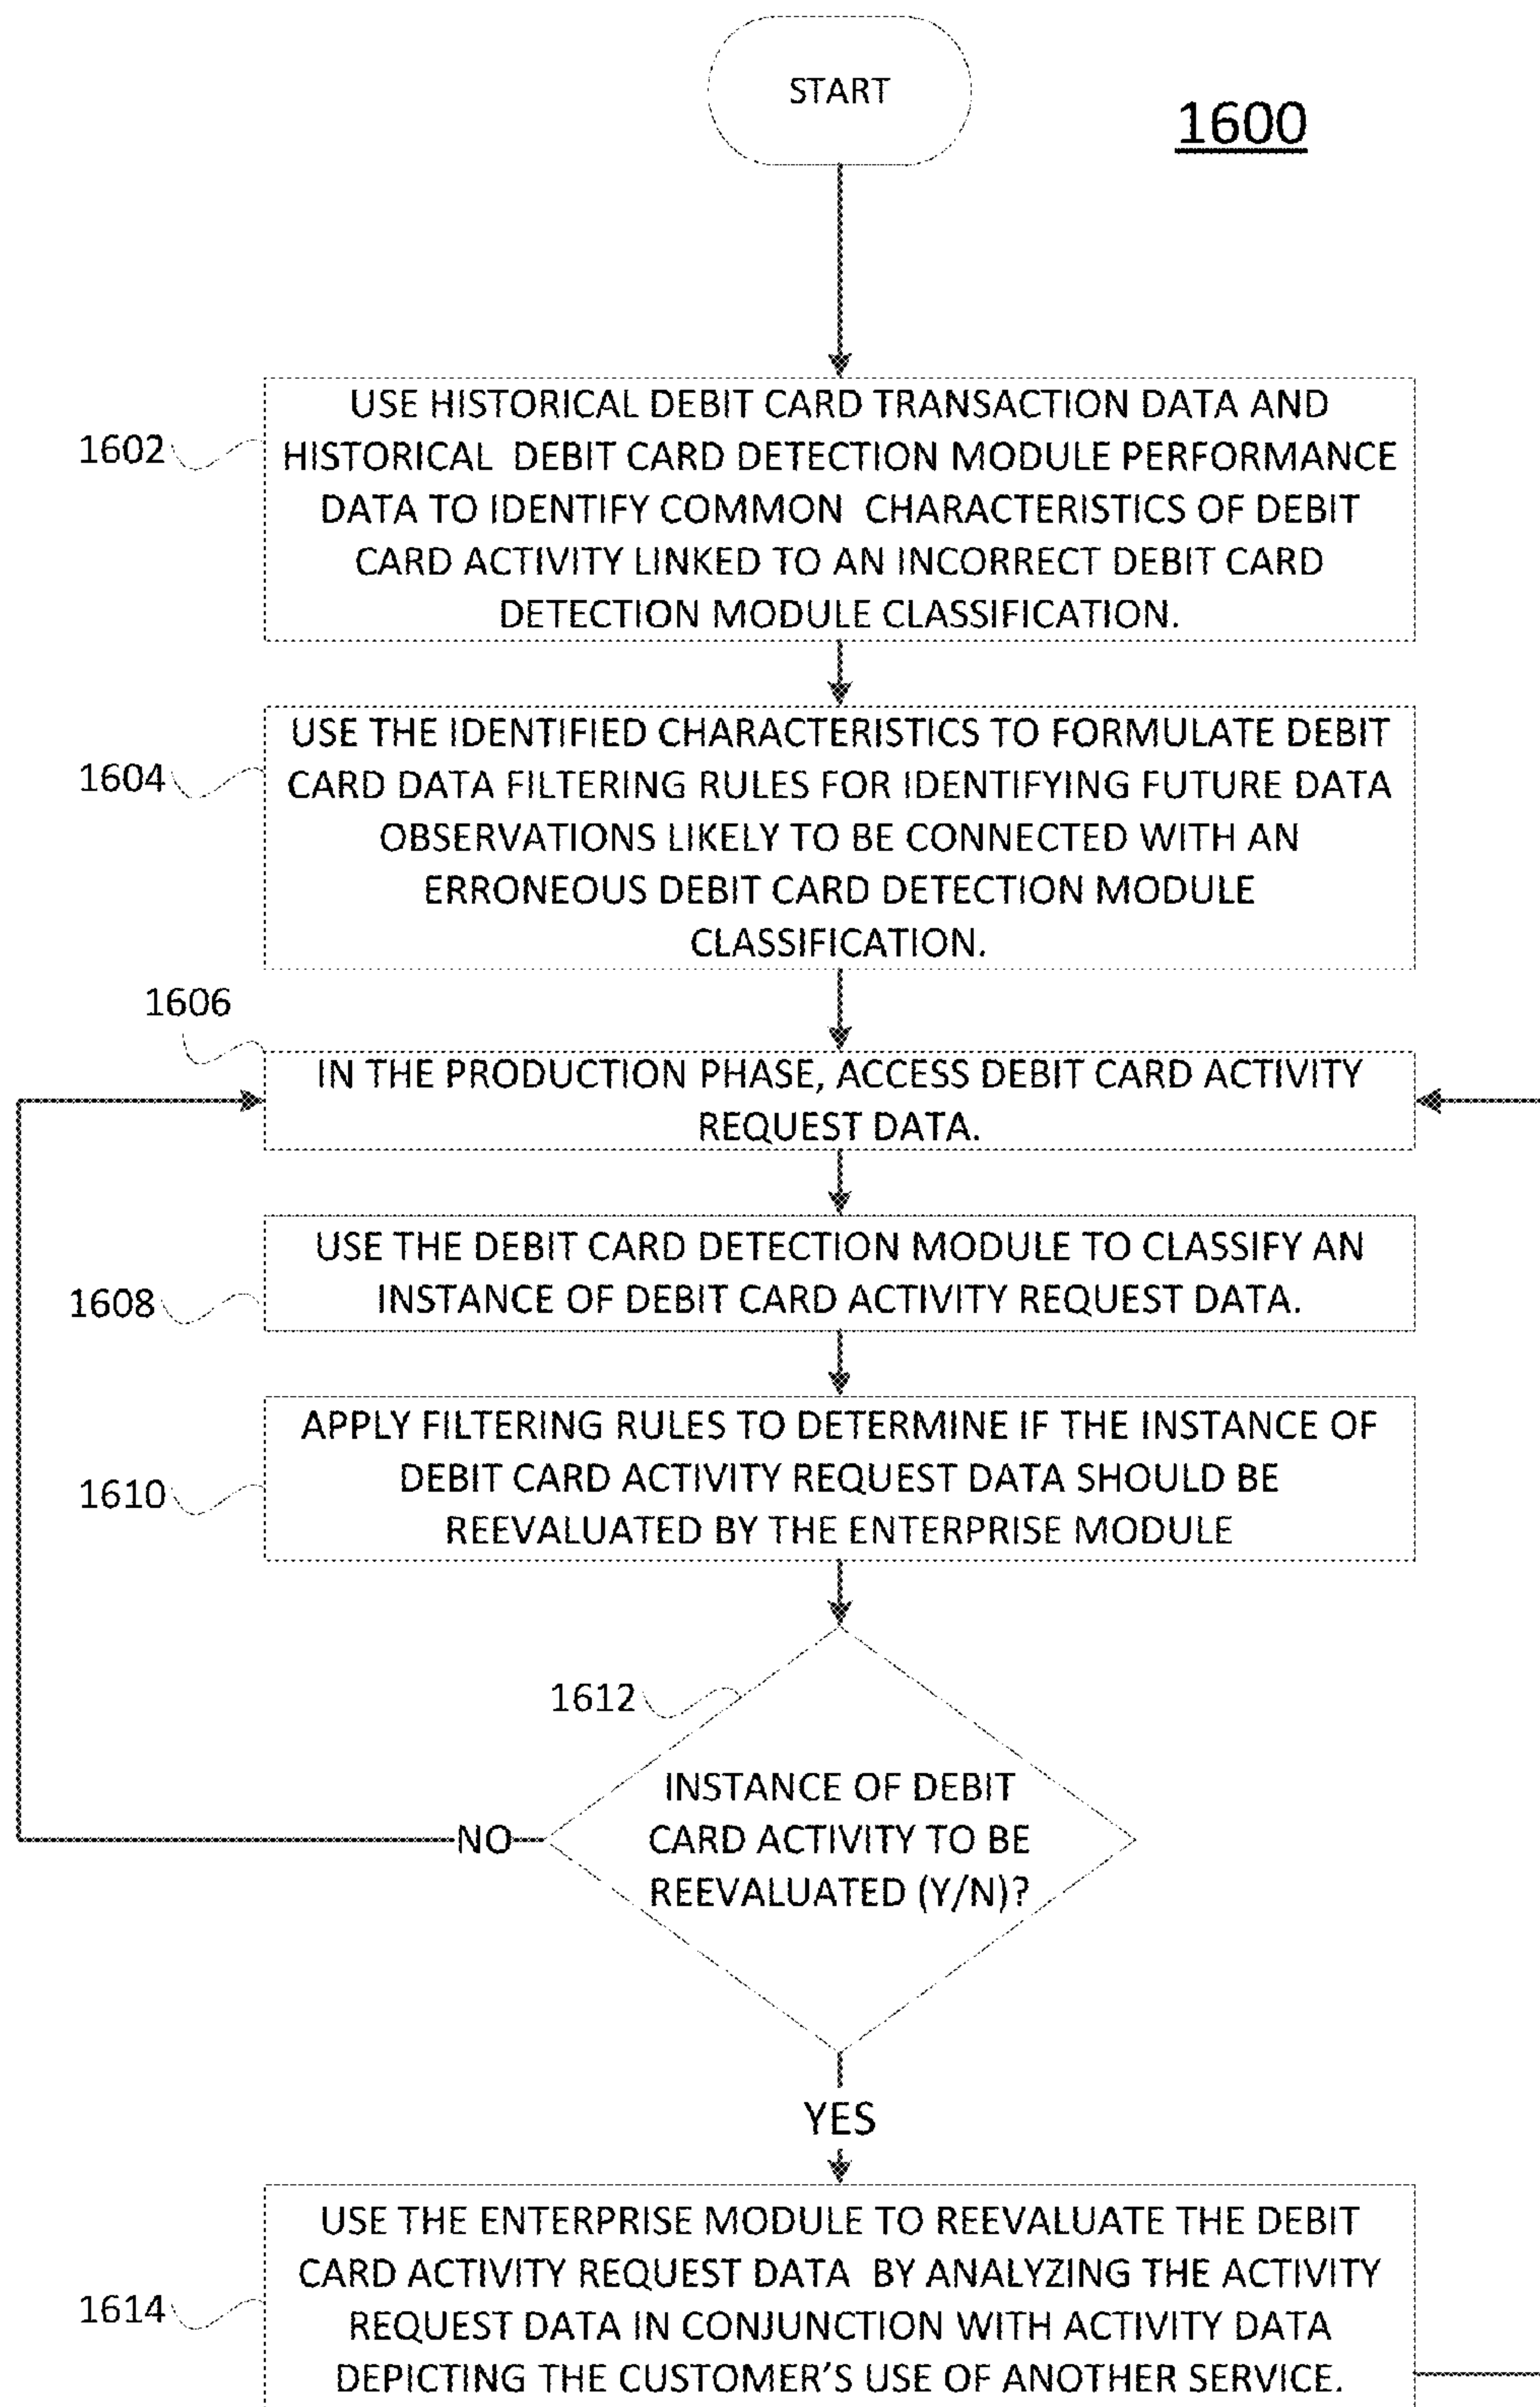 START
1600
USE HISTORICAL DEBIT CARD TRANSACTION DATA AND
HISTORICAL DEBIT CARD DETECTION MODULE PERFORMANCE
DATA TO IDENTIFY COMMON CHARACTERISTICS OF DEBIT
CARD ACTIVITY LINKED TO AN INCORRECT DEBIT CARD
DETECTION MODULE CLASSIFICATION.
1602
USE THE IDENTIFIED CHARACTERISTICS TO FORMULATE DEBIT
CARD DATA FILTERING RULES FOR IDENTIFYING FUTURE DATA
OBSERVATIONS LIKELY TO BE CONNECTED WITH AN
ERRONEOUS DEBIT CARD DETECTION MODULE
CLASSIFICATION.
1604
1606
IN THE PRODUCTION PHASE, ACCESS DEBIT CARD ACTIVITY
REQUEST DATA.
USE THE DEBIT CARD DETECTION MODULE TO CLASSIFY AN
INSTANCE OF DEBIT CARD ACTIVITY REQUEST DATA.
1608
APPLY FILTERING RULES TO DETERMINE IF THE INSTANCE OF
DEBIT CARD ACTIVITY REQUEST DATA SHOULD BE
REEVALUATED BY THE ENTERPRISE MODULE
1610
1612
INSTANCE OF DEBIT
CARD ACTIVITY TO BE
REEVALUATED (Y/N)?
NO
YES
USE THE ENTERPRISE MODULE TO REEVALUATE THE DEBIT
CARD ACTIVITY REQUEST DATA BY ANALYZING THE ACTIVITY
REQUEST DATA IN CONJUNCTION WITH ACTIVITY DATA
DEPICTING THE CUSTOMER'S USE OF ANOTHER SERVICE.
1614